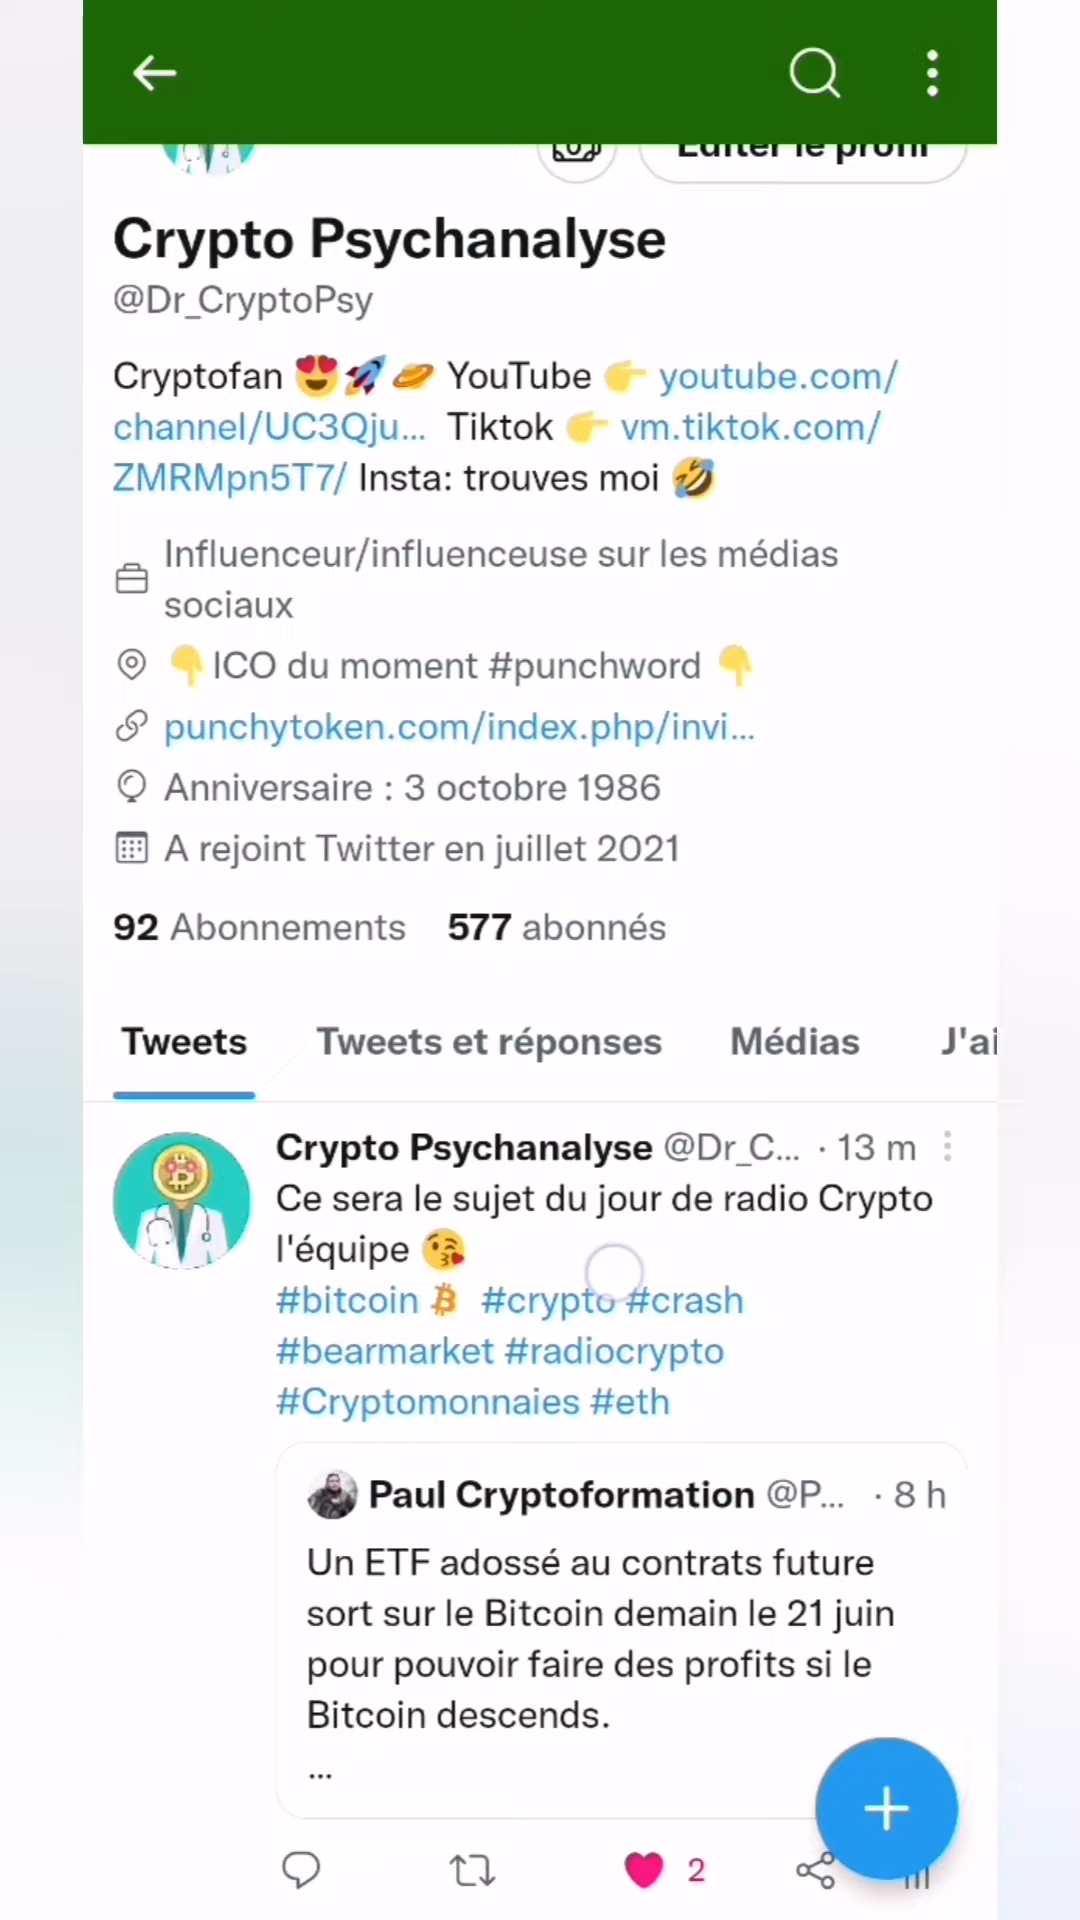 Editer le profil
Crypto Psychanalyse
@Dr_CryptoPsy
Cryptofan 😍🚀🪐 YouTube 👉 youtube.com/
channel/UC3Qju... Tiktok 👉 vm.tiktok.com/
ZMRMpn5T7/ Insta: trouves moi 🤣
Influenceur/influenceuse sur les médias
sociaux
👇ICO du moment #punchword 👇
punchytoken.com/index.php/invi...
Anniversaire : 3 octobre 1986
A rejoint Twitter en juillet 2021
92 Abonnements 577 abonnés
Tweets Tweets et réponses Médias J'ai
Crypto Psychanalyse @Dr_C... · 13 m
Ce sera le sujet du jour de radio Crypto
l'équipe 😘
#bitcoin #crypto #crash
#bearmarket #radiocrypto
#Cryptomonnaies #eth
Paul Cryptoformation @P... · 8 h
Un ETF adossé au contrats future
sort sur le Bitcoin demain le 21 juin
pour pouvoir faire des profits si le
Bitcoin descends.
...
2